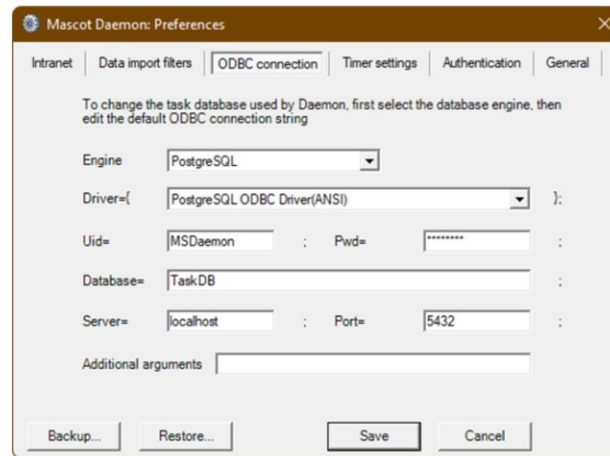 Mascot Daemon: Preferences
Intranet Data import filters ODBC connection Timer settings Authentication General
To change the task database used by Daemon, first select the database engine, then
edit the default ODBC connection string
Engine PostgreSQL
Driver={ PostgreSQL ODBC Driver(ANSI) };
Uid= MSDaemon ; Pwd= ******** ;
Database= TaskDB ;
Server= localhost ; Port= 5432 ;
Additional arguments
Backup... Restore... Save Cancel